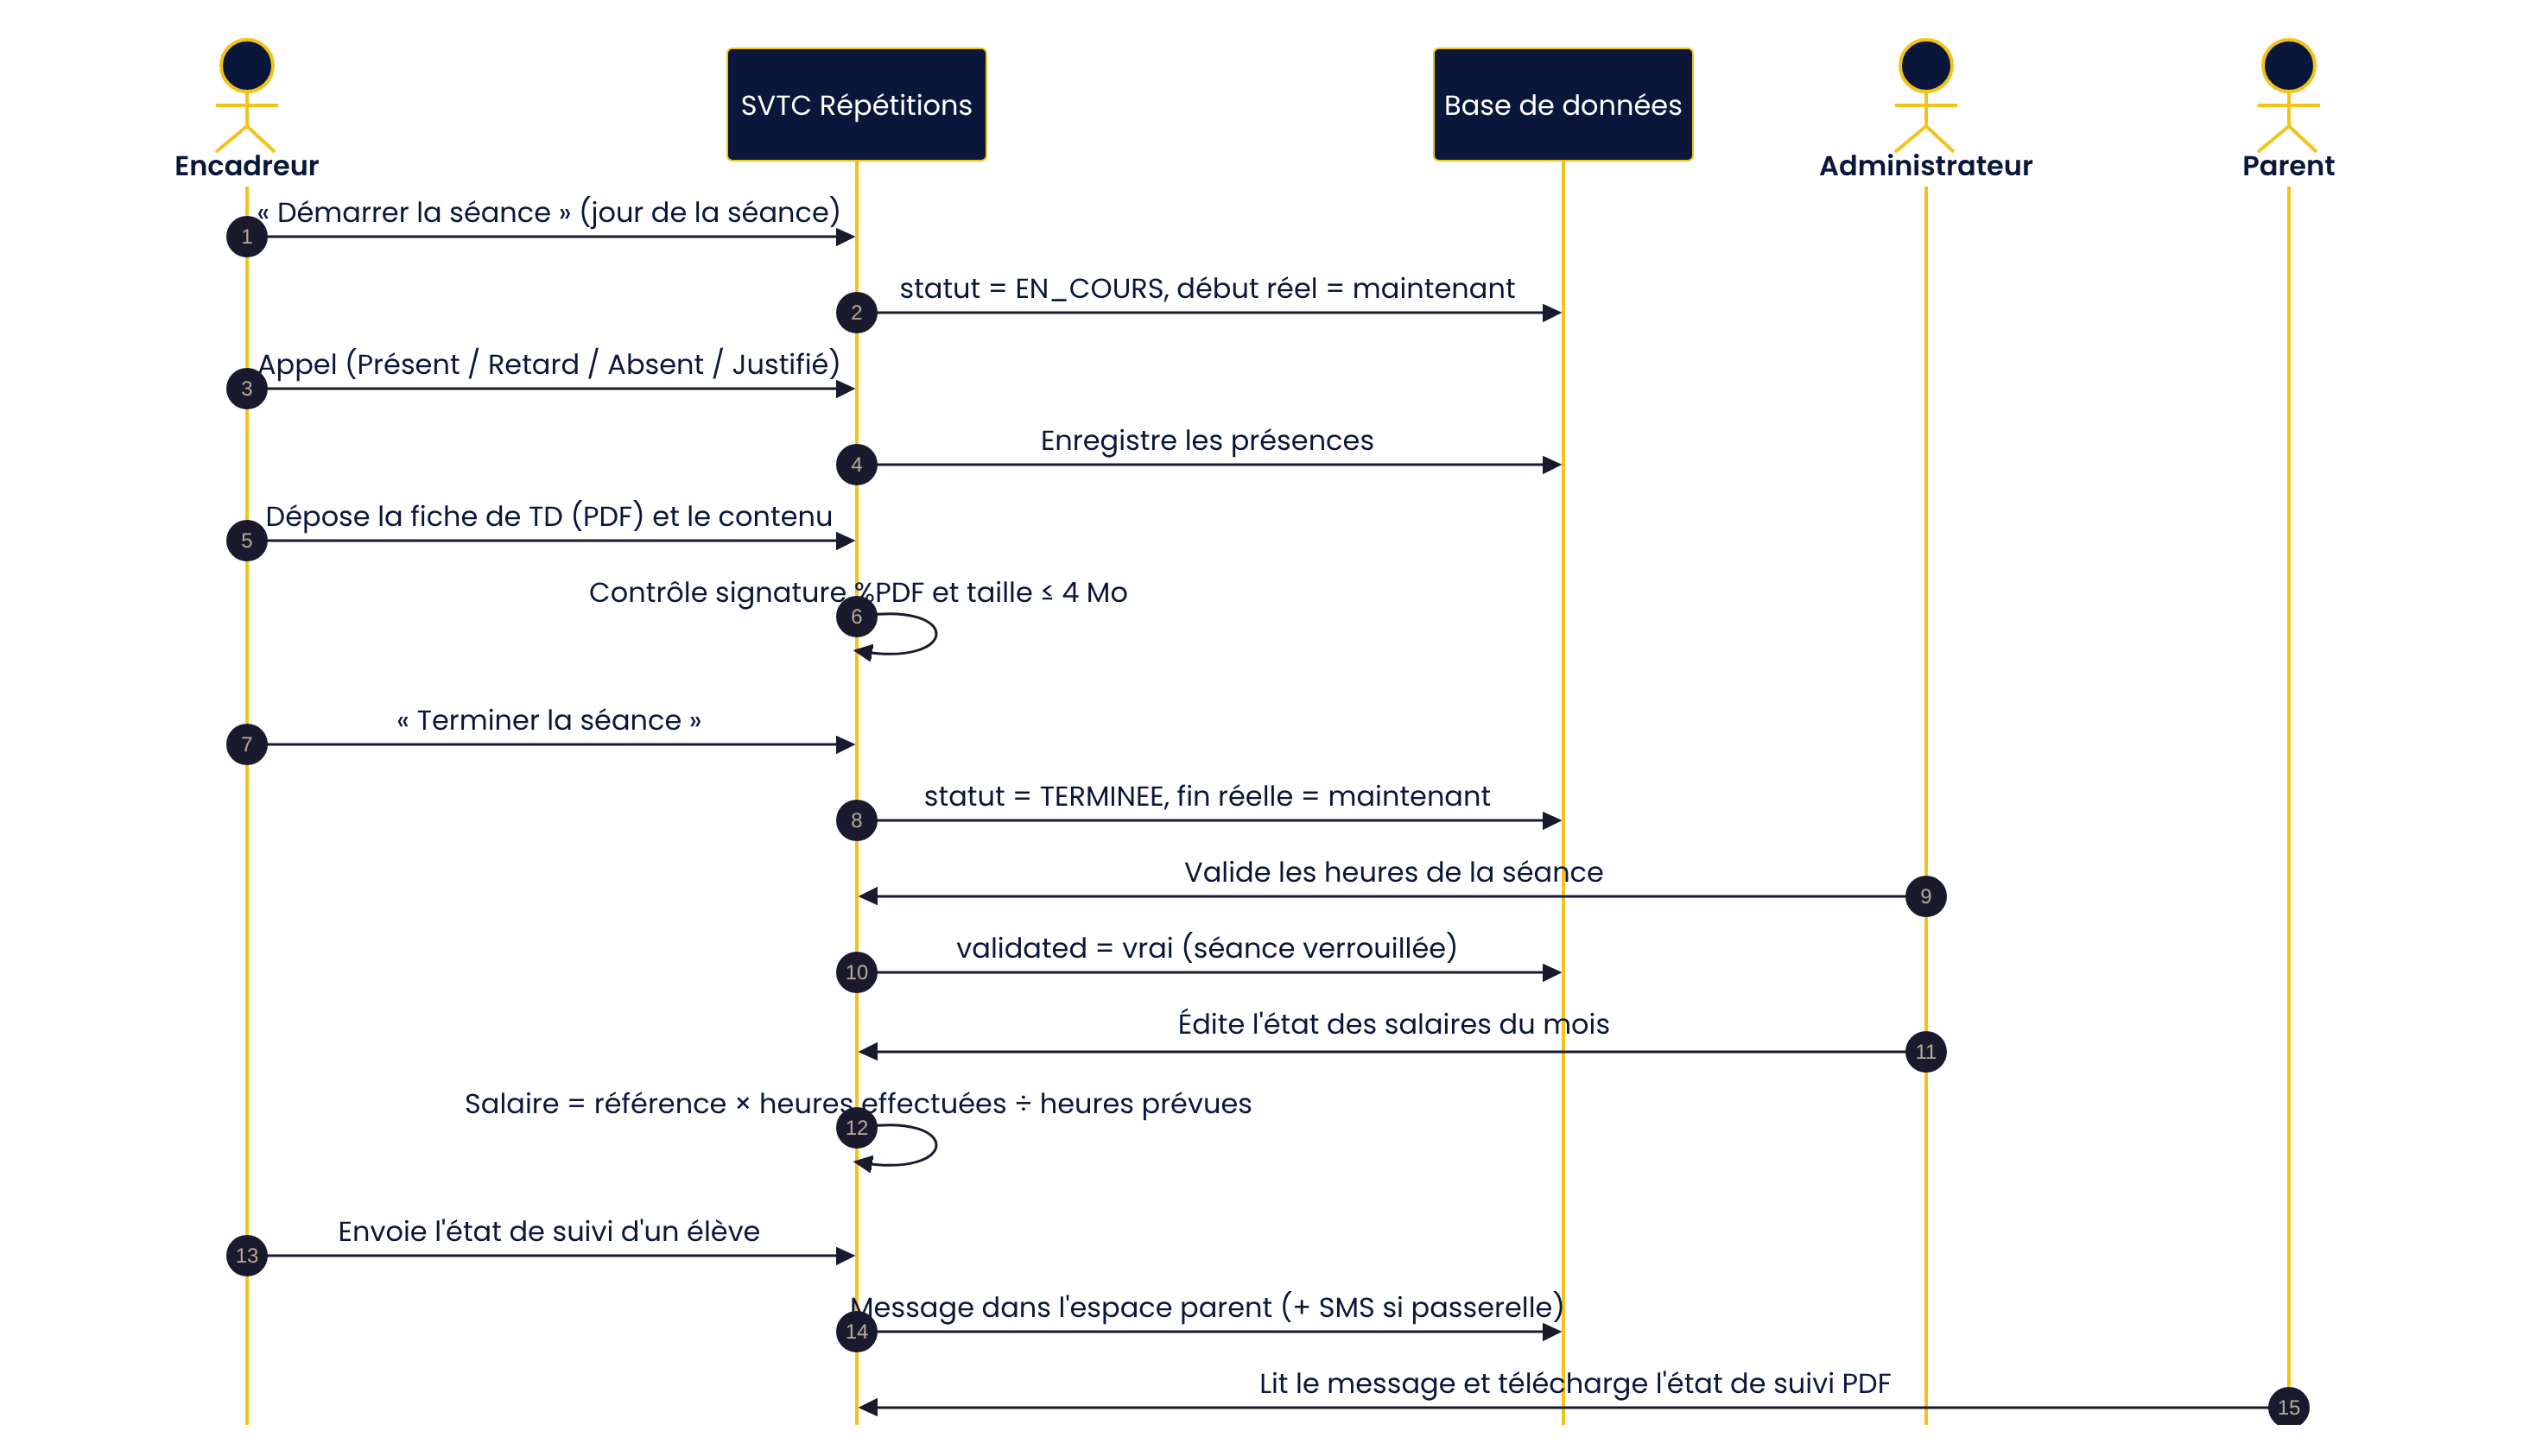 Encadreur
SVTC Répétitions
Base de données
Administrateur
Parent
« Démarrer la séance » (jour de la séance)
1
statut = EN_COURS, début réel = maintenant
2
Appel (Présent / Retard / Absent / Justifié)
3
Enregistre les présences
4
Dépose la fiche de TD (PDF) et le contenu
5
Contrôle signature %PDF et taille ≤ 4 Mo
6
« Terminer la séance »
7
statut = TERMINEE, fin réelle = maintenant
8
Valide les heures de la séance
9
validated = vrai (séance verrouillée)
10
Édite l'état des salaires du mois
11
Salaire = référence × heures effectuées ÷ heures prévues
12
Envoie l'état de suivi d'un élève
13
Message dans l'espace parent (+ SMS si passerelle)
14
Lit le message et télécharge l'état de suivi PDF
15